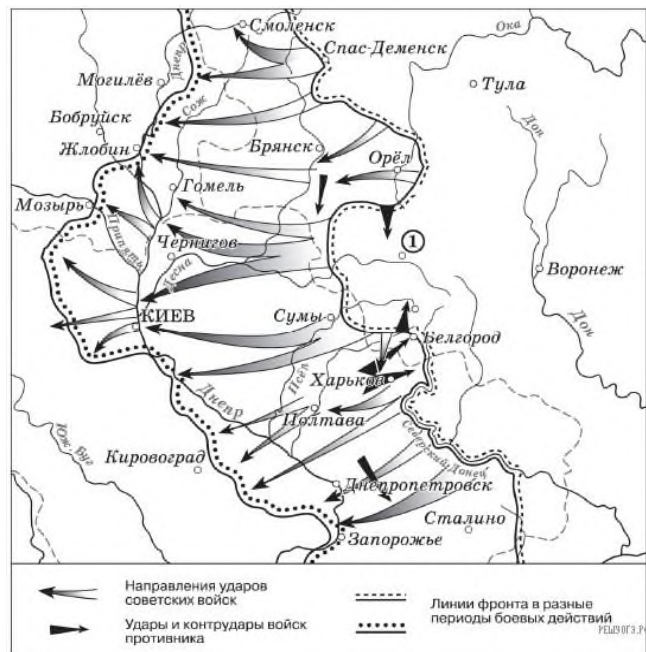 Смоленск
Спас-Деменск
Ока
Днепр
Могилёв
Тула
Сож
Бобруйск
Дон
Жлобин
Брянск
Орёл
Гомель
Мозырь
Припять
Чернигов
1
Десна
Воронеж
КИЕВ
Сумы
Дон
Белгород
Псёл
Харьков
Днепр
Полтава
Юж. Буг
Северский Донец
Кировоград
Днепропетровск
Сталино
Запорожье
Направления ударов
советских войск
Удары и контрудары войск
противника
Линии фронта в разные
периоды боевых действий
РЕШУОГЭ.РФ